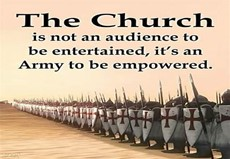 The Church
is not an audience to
be entertained, it's an
Army to be empowered.